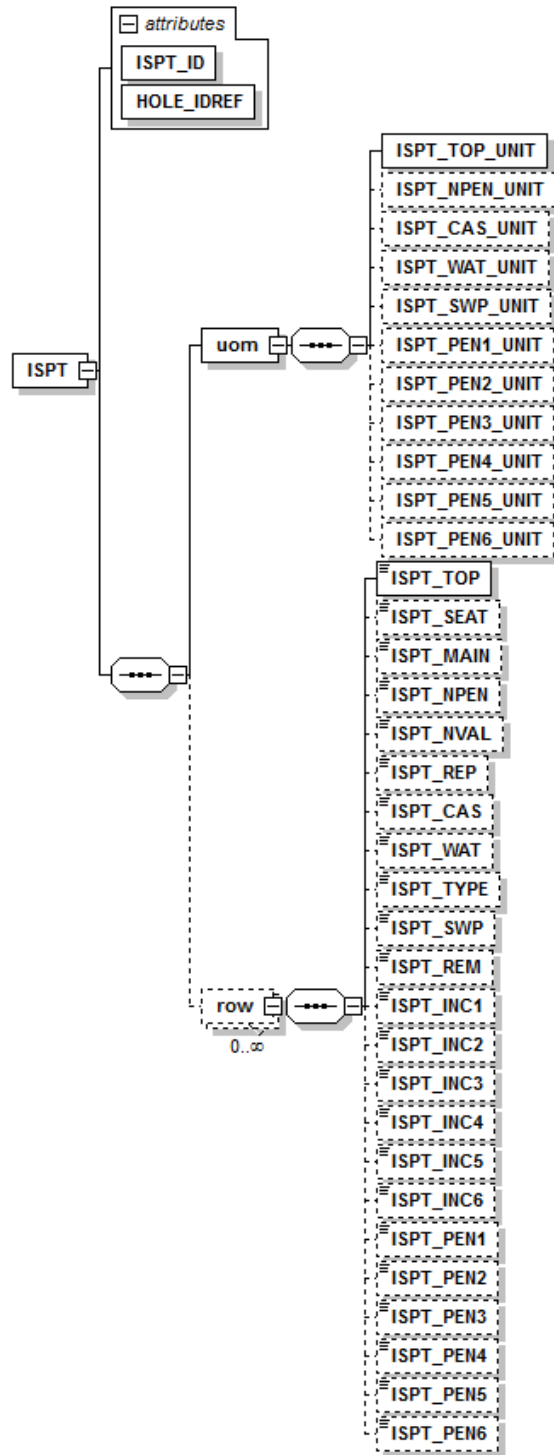 attributes
ISPT_ID
HOLE_IDREF
ISPT_TOP_UNIT
ISPT_NPEN_UNIT
ISPT_CAS_UNIT
ISPT_WAT_UNIT
ISPT_SWP_UNIT
uom
ISPT_PEN1_UNIT
ISPT
ISPT_PEN2_UNIT
ISPT_PEN3_UNIT
ISPT_PEN4_UNIT
ISPT_PEN5_UNIT
ISPT_PEN6_UNIT
ISPT_TOP
ISPT_SEAT
ISPT_MAIN
ISPT_NPEN
ISPT_NVAL
ISPT_REP
ISPT_CAS
ISPT_WAT
ISPT_TYPE
ISPT_SWP
ISPT_REM
row
0..∞
ISPT_INC1
ISPT_INC2
ISPT_INC3
ISPT_INC4
ISPT_INC5
ISPT_INC6
ISPT_PEN1
ISPT_PEN2
ISPT_PEN3
ISPT_PEN4
ISPT_PEN5
ISPT_PEN6